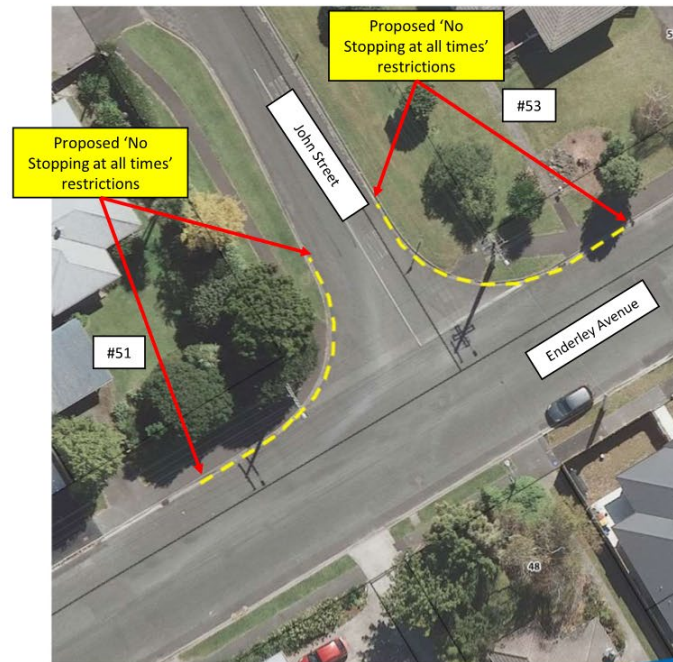 Proposed 'No
Stopping at all times'
restrictions
#53
John Street
Proposed 'No
Stopping at all times'
restrictions
#51
Enderley Avenue
48